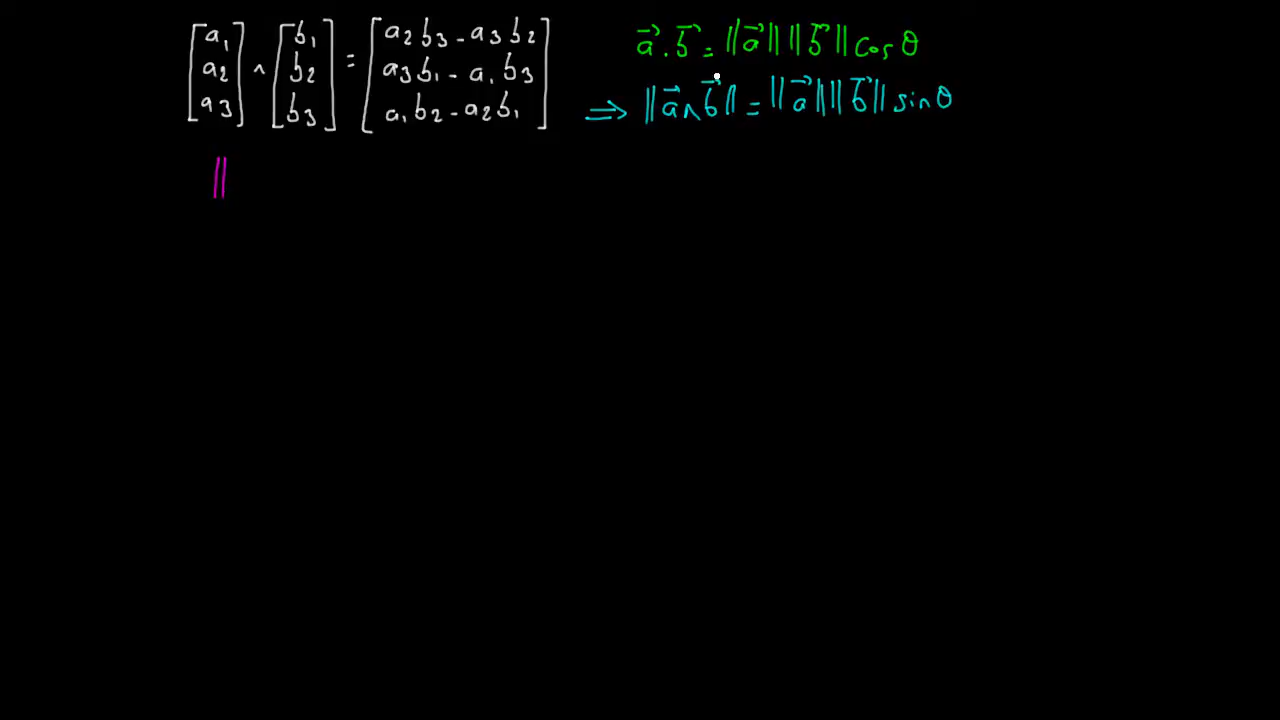 [a₁ a₂ a₃] ∧ [b₁ b₂ b₃] = [a₂b₃ - a₃b₂ a₃b₁ - a₁b₃ a₁b₂ - a₂b₁]
a⃗ . b⃗ = ||a⃗|| ||b⃗|| cos θ
⇒ ||a⃗ ∧ b⃗|| = ||a⃗|| ||b⃗|| sin θ
||